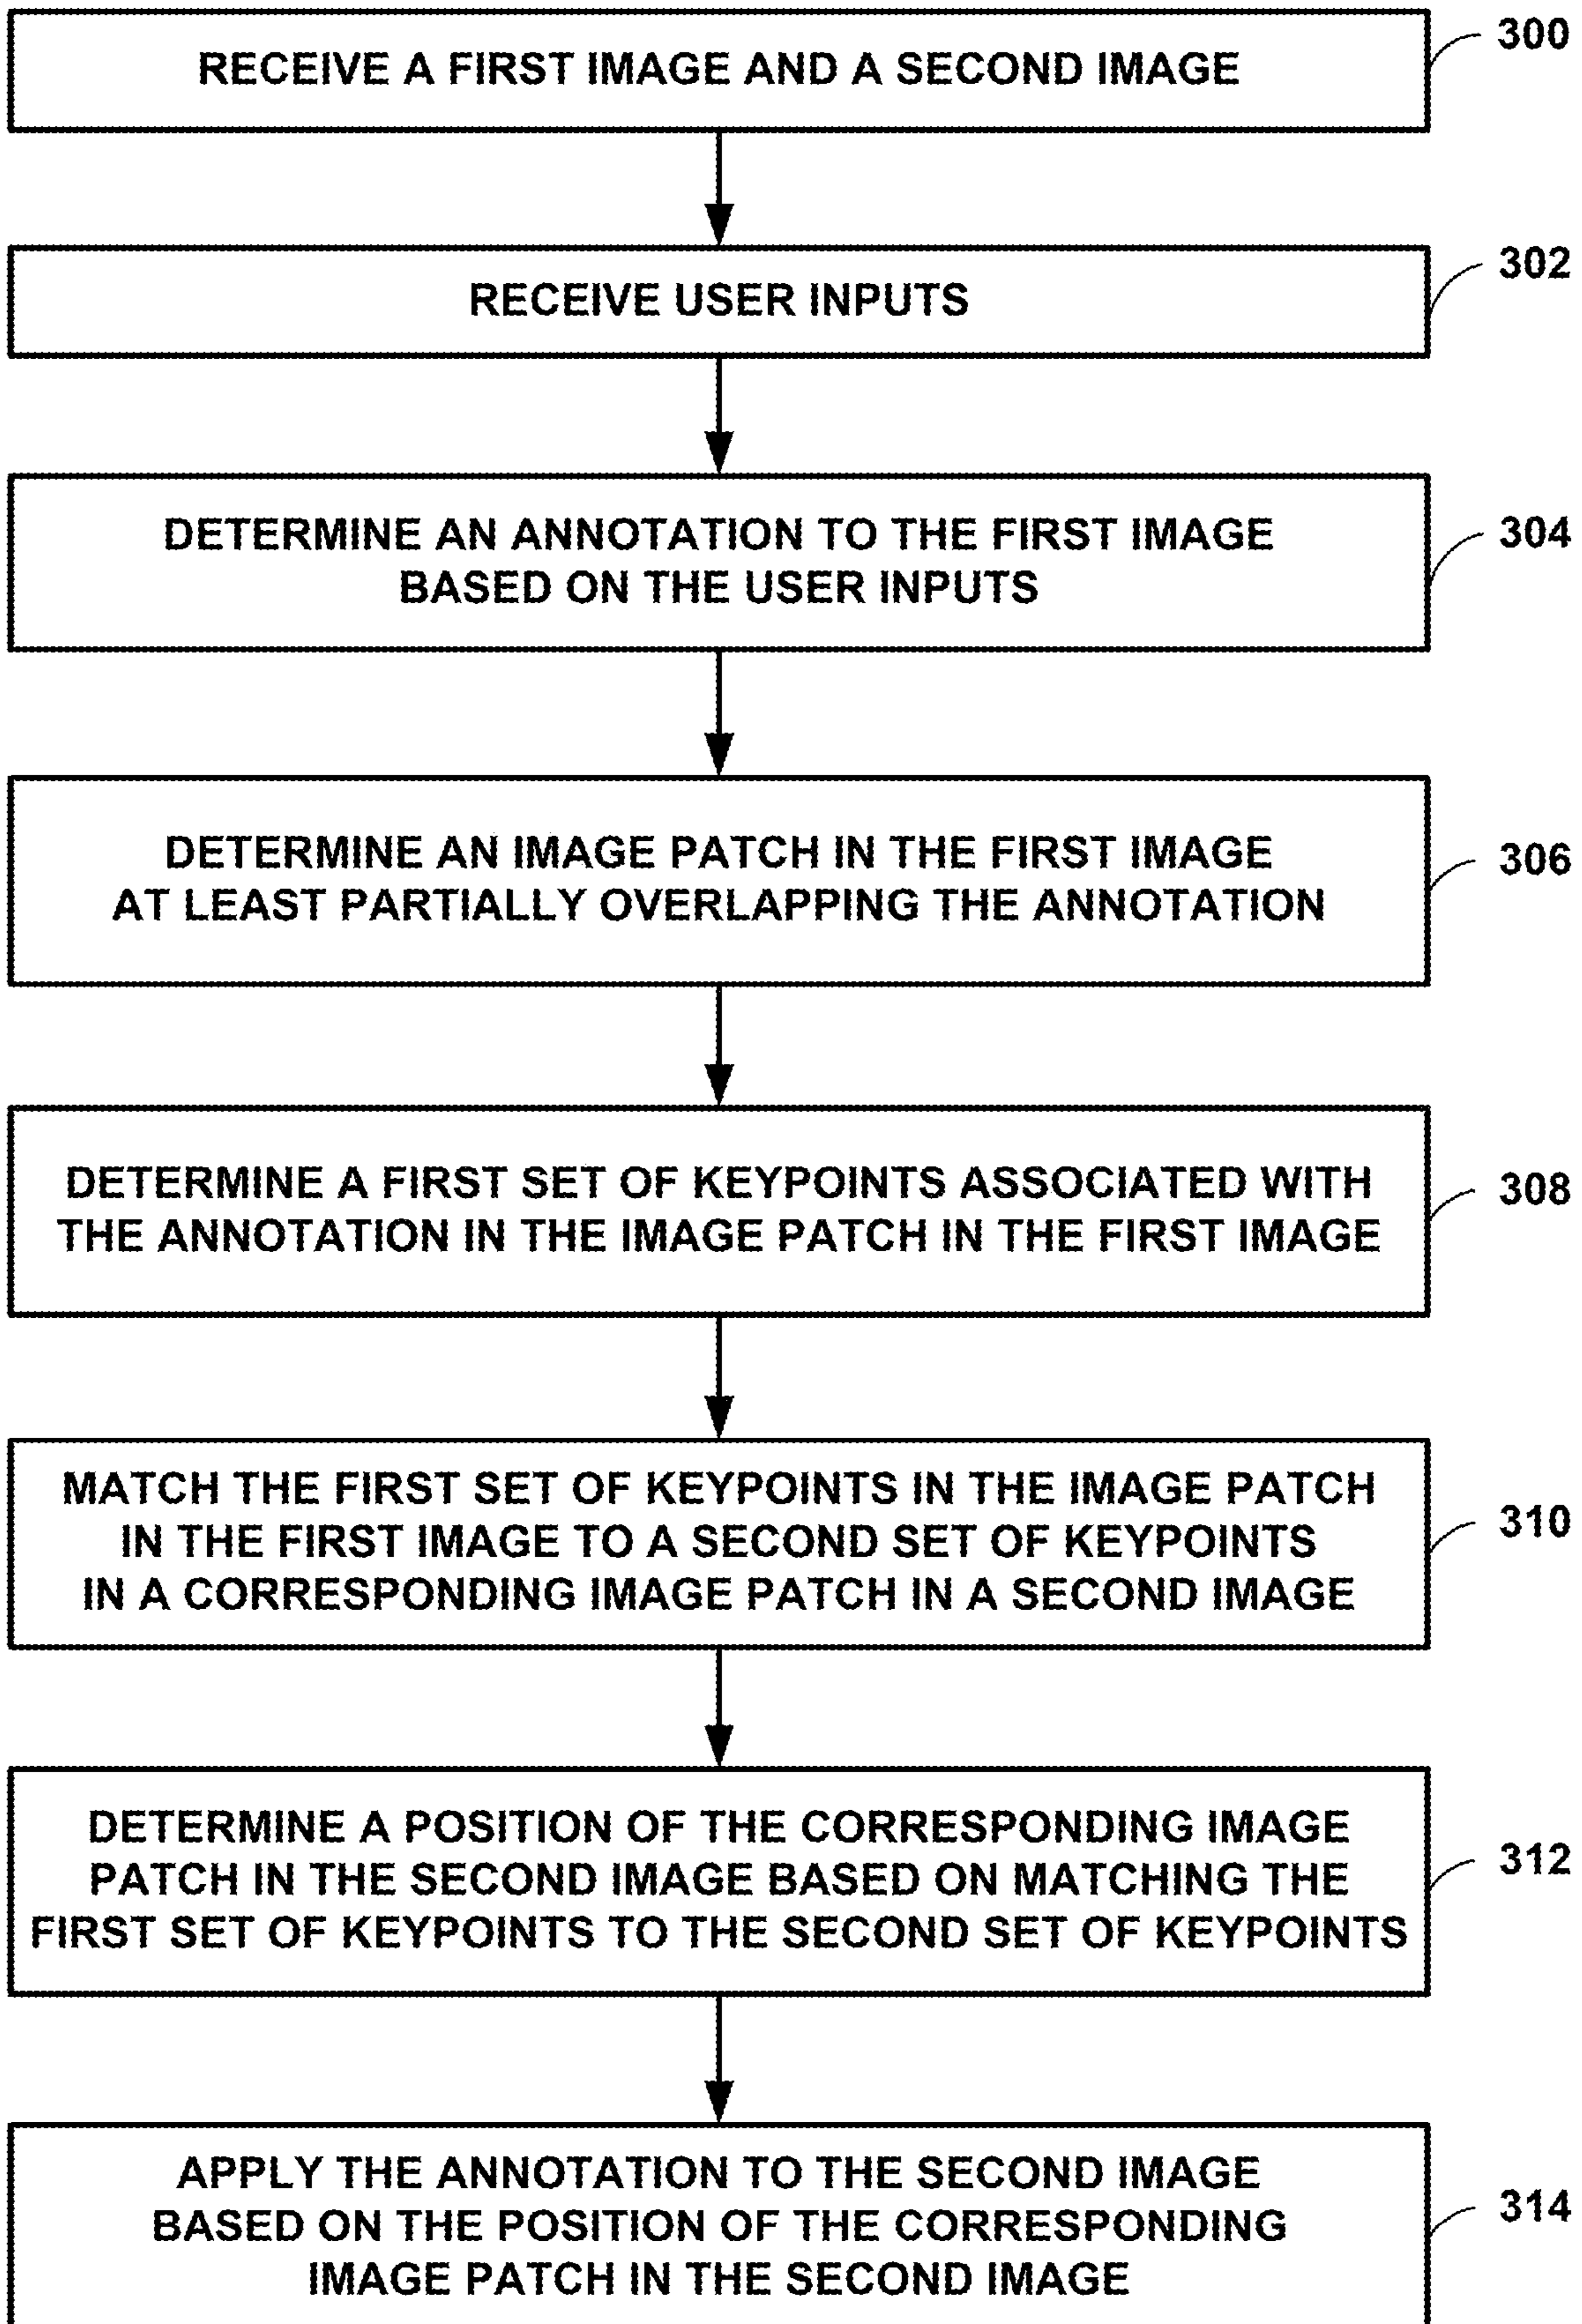 RECEIVE A FIRST IMAGE AND A SECOND IMAGE
300
RECEIVE USER INPUTS
302
DETERMINE AN ANNOTATION TO THE FIRST IMAGE
BASED ON THE USER INPUTS
304
DETERMINE AN IMAGE PATCH IN THE FIRST IMAGE
AT LEAST PARTIALLY OVERLAPPING THE ANNOTATION
306
DETERMINE A FIRST SET OF KEYPOINTS ASSOCIATED WITH
THE ANNOTATION IN THE IMAGE PATCH IN THE FIRST IMAGE
308
MATCH THE FIRST SET OF KEYPOINTS IN THE IMAGE PATCH
IN THE FIRST IMAGE TO A SECOND SET OF KEYPOINTS
IN A CORRESPONDING IMAGE PATCH IN A SECOND IMAGE
310
DETERMINE A POSITION OF THE CORRESPONDING IMAGE
PATCH IN THE SECOND IMAGE BASED ON MATCHING THE
FIRST SET OF KEYPOINTS TO THE SECOND SET OF KEYPOINTS
312
APPLY THE ANNOTATION TO THE SECOND IMAGE
BASED ON THE POSITION OF THE CORRESPONDING
IMAGE PATCH IN THE SECOND IMAGE
314